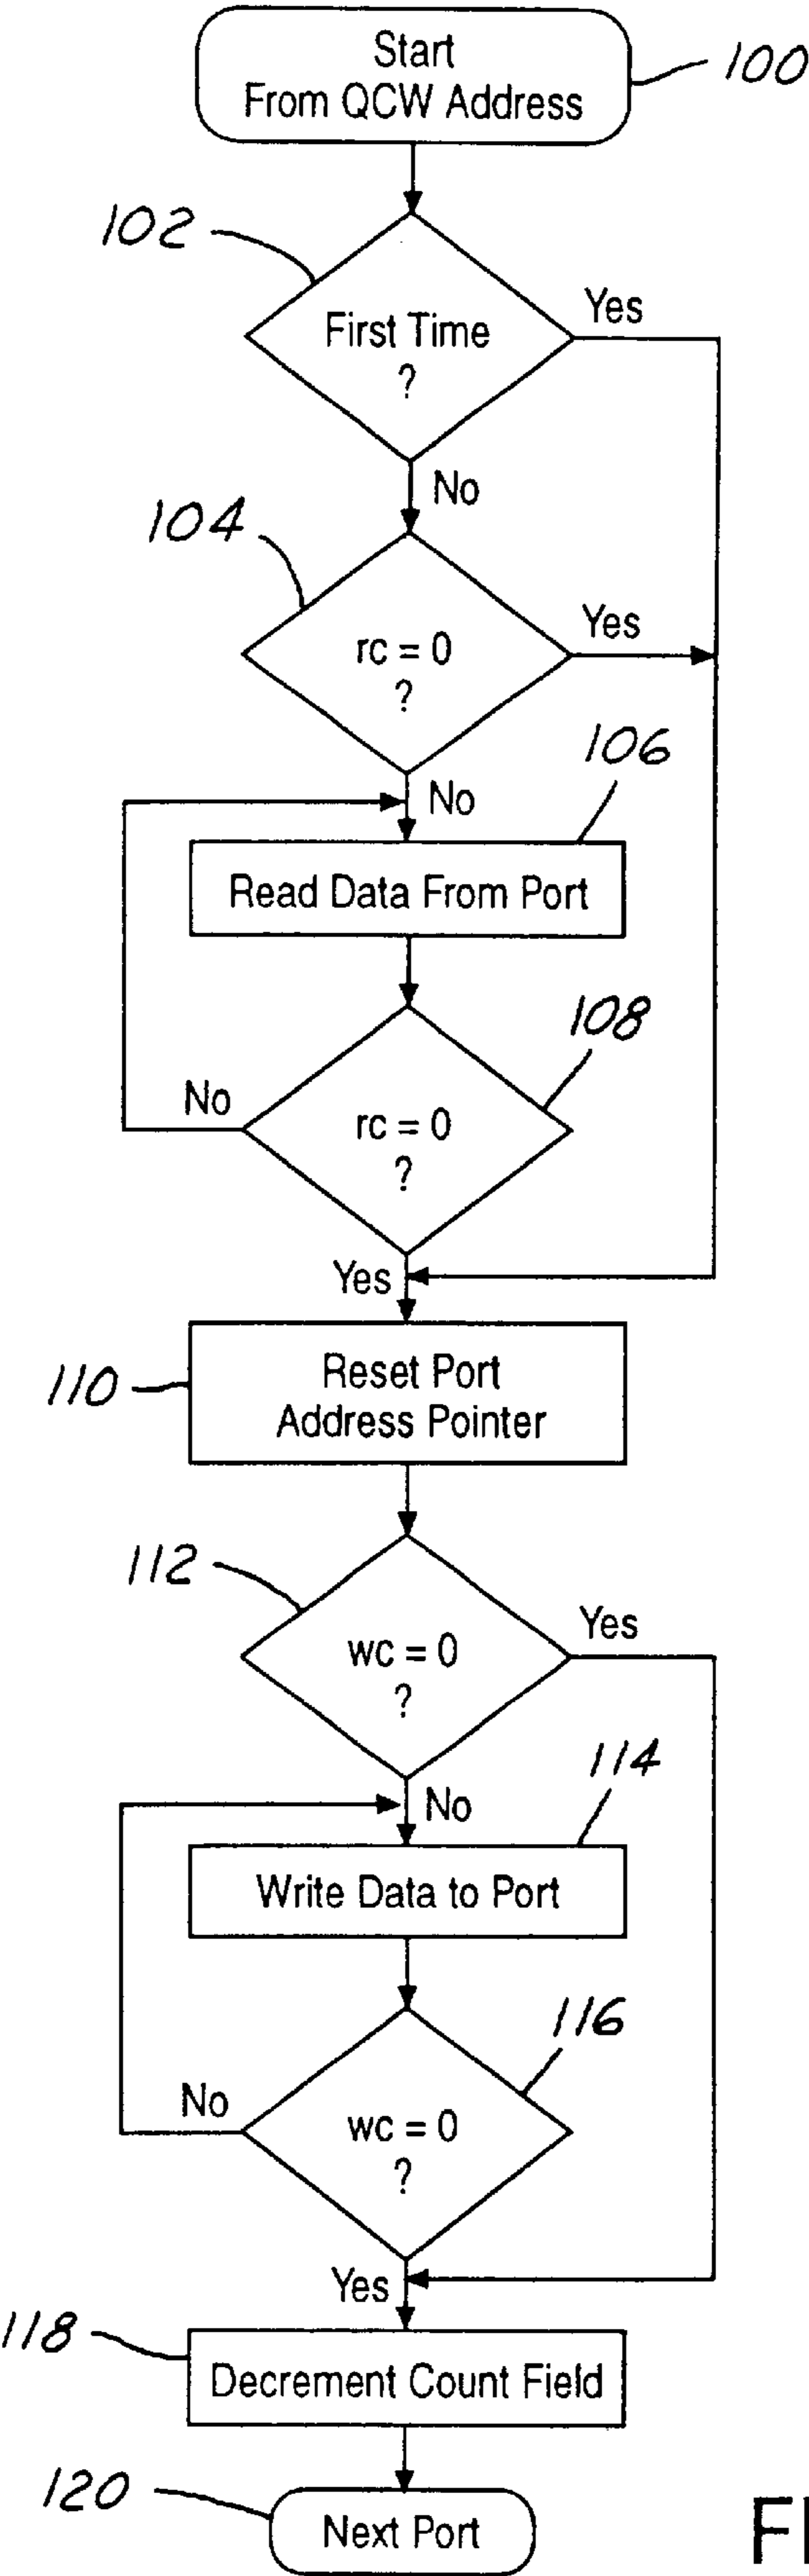 Start
From QCW Address
100
102
First Time
?
Yes
No
104
rc = 0
?
Yes
106
No
Read Data From Port
108
No
rc = 0
?
Yes
110
Reset Port
Address Pointer
112
wc = 0
?
Yes
114
No
Write Data to Port
116
No
wc = 0
?
Yes
118
Decrement Count Field
120
Next Port